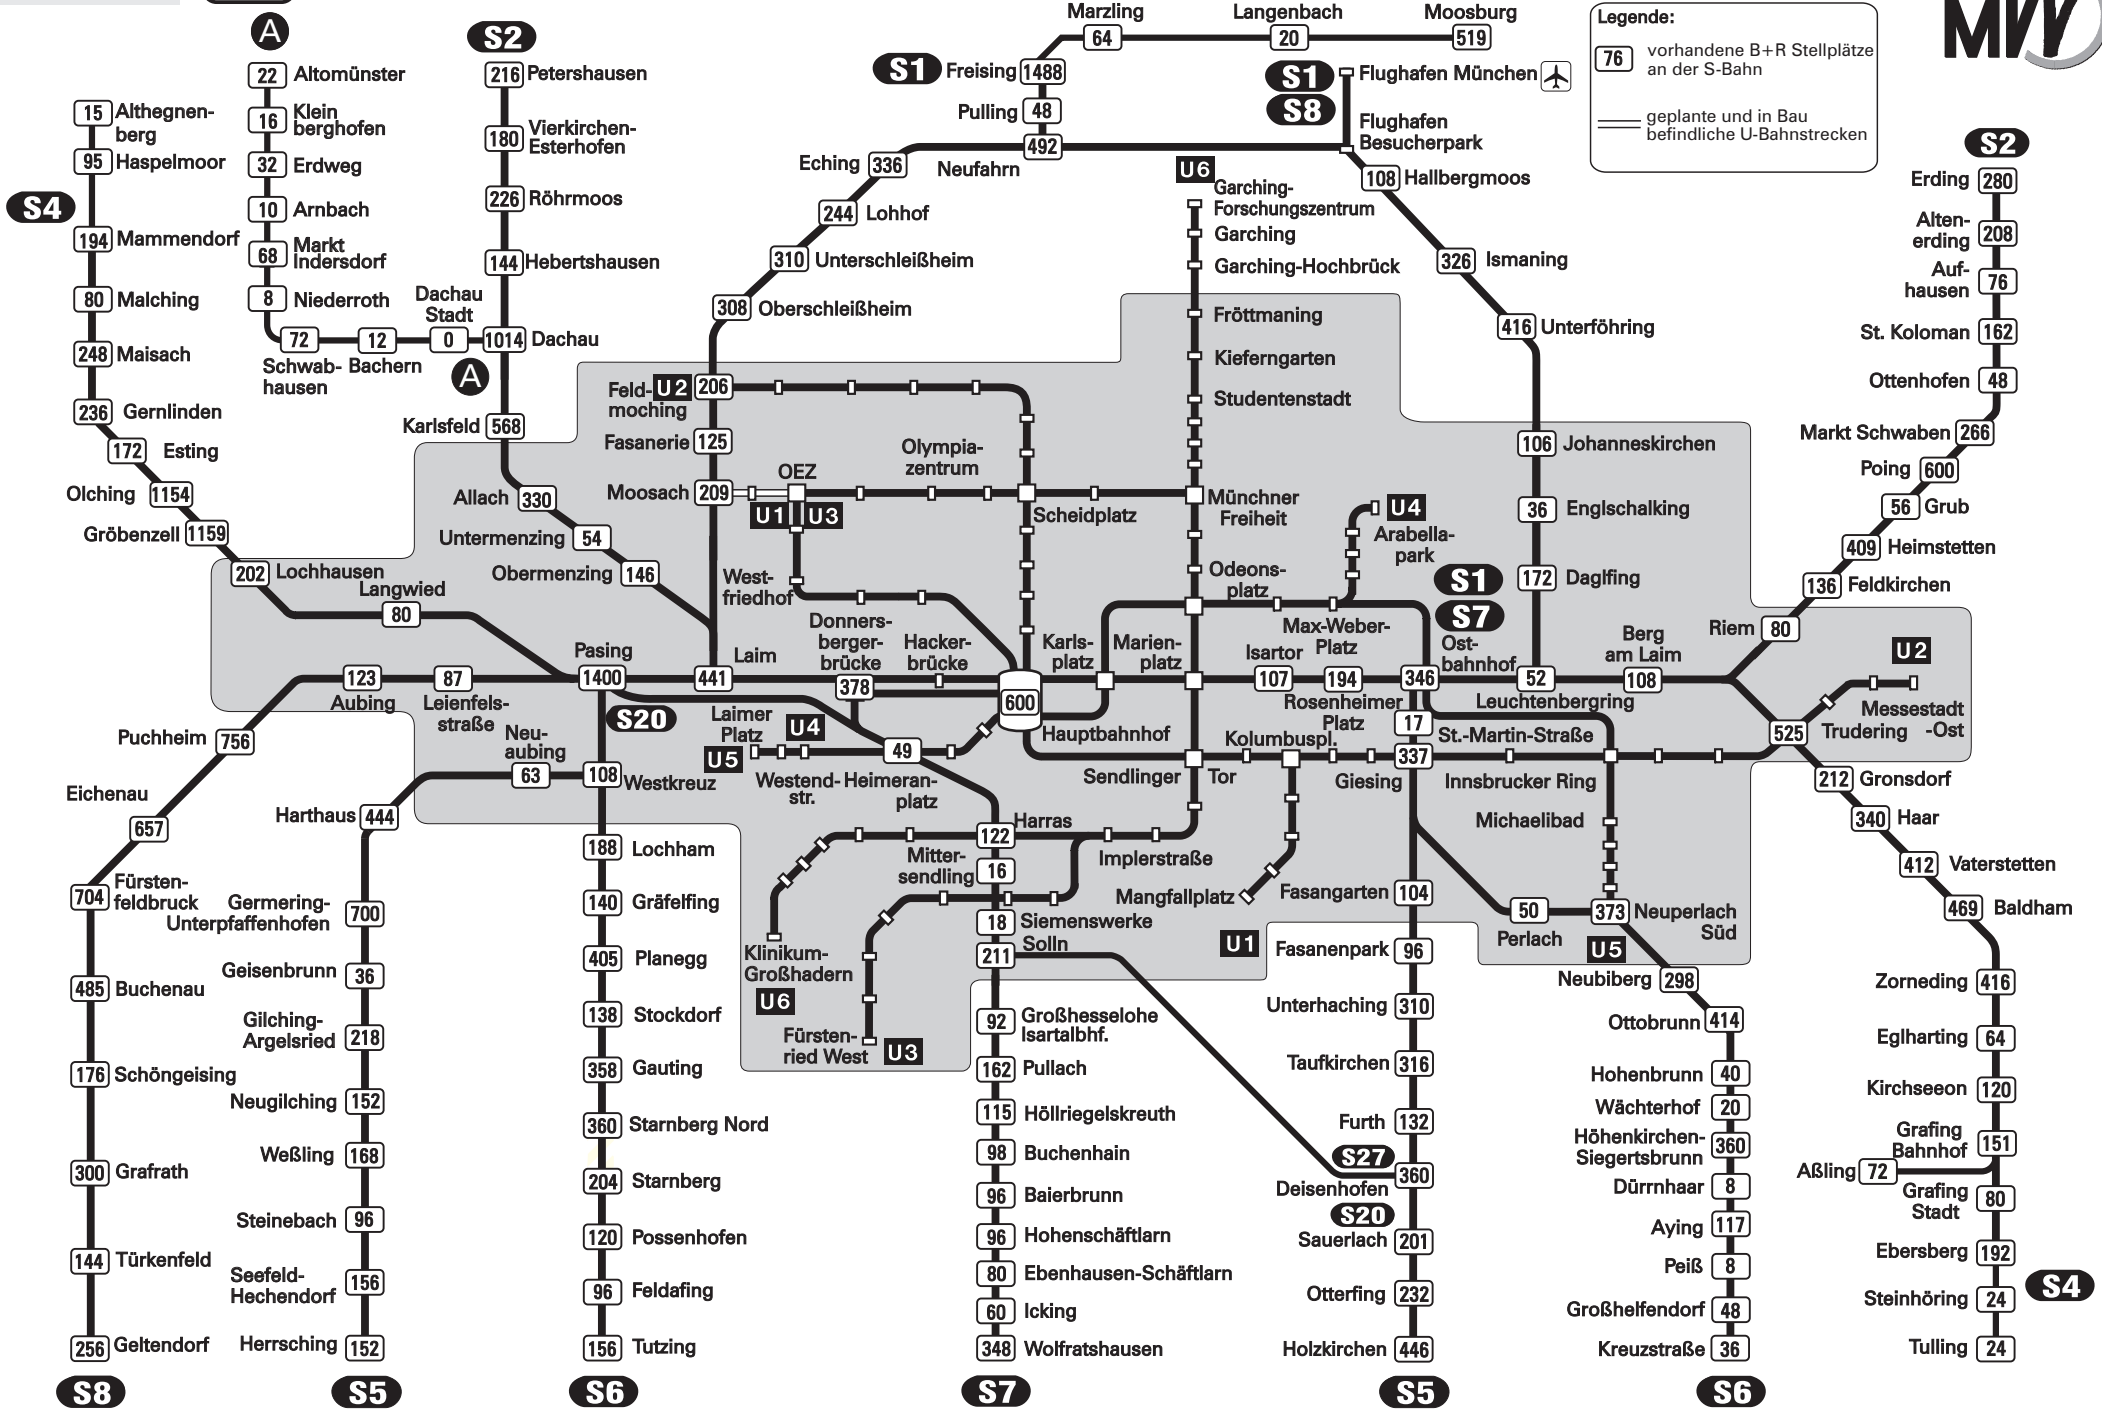 Marzling
Langenbach
Moosburg
64
20
519
Legende:
76
vorhandene B+R Stellplätze
an der S-Bahn
geplante und in Bau
befindliche U-Bahnstrecken
MVV
A
22 Altomünster
16 Klein
berghofen
32 Erdweg
10 Arnbach
68 Markt
Indersdorf
8 Niederroth
72
Schwab-
hausen
12
Bachern
Dachau
Stadt
0
1014 Dachau
A
S2
216 Petershausen
180 Vierkirchen-
Esterhofen
226 Röhrmoos
144 Hebertshausen
Karlsfeld 568
Allach 330
Untermenzing 54
Obermenzing 146
S4
15 Althegnen-
berg
95 Haspelmoor
194 Mammendorf
80 Malching
248 Maisach
236 Gernlinden
172 Esting
Olching 1154
Gröbenzell 1159
202 Lochhausen
Langwied
80
S1 Freising 1488
Pulling 48
492
Neufahrn
Eching 336
244 Lohhof
310 Unterschleißheim
308 Oberschleißheim
Feld-
moching
U2 206
Fasanerie 125
Moosach 209
S1
S8
Flughafen München
Flughafen
Besucherpark
108 Hallbergmoos
326 Ismaning
416 Unterföhring
106 Johanneskirchen
36 Englschalking
172 Daglfing
U6
Garching-
Forschungszentrum
Garching
Garching-Hochbrück
Fröttmaning
Kieferngarten
Studentenstadt
Münchner
Freiheit
Odeons-
platz
OEZ
U1 U3
Olympia-
zentrum
Scheidplatz
West-
friedhof
U4
Arabella-
park
Max-Weber-
Platz
S2
Erding 280
Alten-
erding 208
Auf-
hausen 76
St. Koloman 162
Ottenhofen 48
Markt Schwaben 266
Poing 600
56 Grub
409 Heimstetten
136 Feldkirchen
Riem 80
Pasing
1400
Laim
441
Donners-
berger-
brücke
378
Hacker-
brücke
600
Hauptbahnhof
Karls-
platz
Marien-
platz
Isartor
107
194
Rosenheimer
Platz
S1
S7
Ost-
bahnhof
346
52
Leuchtenbergring
Berg
am Laim
108
U2
Messestadt
-Ost
525
Trudering
123
Aubing
87
Leienfels-
straße
Puchheim 756
Eichenau
657
704 Fürsten-
feldbruck
485 Buchenau
176 Schöngeising
300 Grafrath
144 Türkenfeld
256 Geltendorf
S8
S20
Neu-
aubing
63
108 Westkreuz
Harthaus 444
Germering-
Unterpfaffenhofen 700
Geisenbrunn 36
Gilching-
Argelsried 218
Neugilching 152
Weßling 168
Steinebach 96
Seefeld-
Hechendorf 156
Herrsching 152
S5
188 Lochham
140 Gräfelfing
405 Planegg
138 Stockdorf
358 Gauting
360 Starnberg Nord
204 Starnberg
120 Possenhofen
96 Feldafing
156 Tutzing
S6
Laimer
Platz
U4
U5
Westend-
str.
49
Heimeran-
platz
122 Harras
Mitter-
sendling
16
18 Siemenswerke
211 Solln
92 Großhesselohe
Isartalbhf.
162 Pullach
115 Höllriegelskreuth
98 Buchenhain
96 Baierbrunn
96 Hohenschäftlarn
80 Ebenhausen-Schäftlarn
60 Icking
348 Wolfratshausen
S7
Klinikum-
Großhadern
U6
Fürsten-
ried West
U3
Implerstraße
Sendlinger Tor
Kolumbuspl.
Mangfallplatz
U1
17
St.-Martin-Straße
337
Giesing
Innsbrucker Ring
Michaelibad
Fasangarten 104
Fasanenpark 96
Unterhaching 310
Taufkirchen 316
Furth 132
S27
360
Deisenhofen
S20
Sauerlach 201
Otterfing 232
Holzkirchen 446
S5
50
Perlach
373 Neuperlach
Süd
U5
Neubiberg 298
Ottobrunn 414
Hohenbrunn 40
Wächterhof 20
Höhenkirchen-
Siegertsbrunn 360
Dürrnhaar 8
Aying 117
Peiß 8
Großhelfendorf 48
Kreuzstraße 36
S6
212 Gronsdorf
340 Haar
412 Vaterstetten
469 Baldham
Zorneding 416
Eglharting 64
Kirchseeon 120
Grafing
Bahnhof 151
Aßling 72
Grafing
Stadt 80
Ebersberg 192
Steinhöring 24
Tulling 24
S4